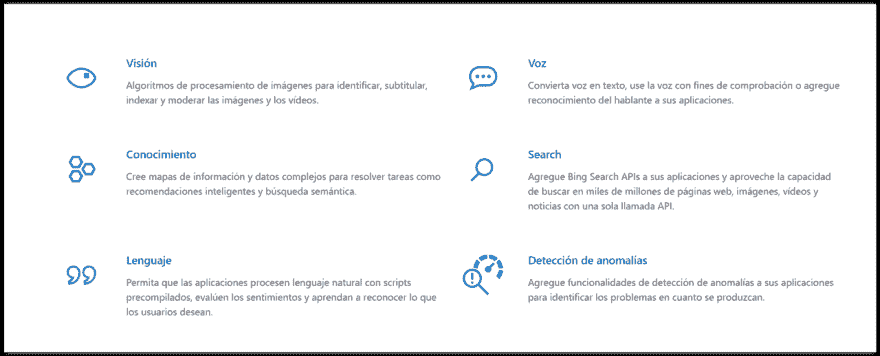 Visión
Algoritmos de procesamiento de imágenes para identificar, subtitular,
indexar y moderar las imágenes y los vídeos.
Voz
Convierta voz en texto, use la voz con fines de comprobación o agregue
reconocimiento del hablante a sus aplicaciones.
Conocimiento
Cree mapas de información y datos complejos para resolver tareas como
recomendaciones inteligentes y búsqueda semántica.
Search
Agregue Bing Search APIs a sus aplicaciones y aproveche la capacidad
de buscar en miles de millones de páginas web, imágenes, vídeos y
noticias con una sola llamada API.
Lenguaje
Permita que las aplicaciones procesen lenguaje natural con scripts
precompilados, evalúen los sentimientos y aprendan a reconocer lo que
los usuarios desean.
Detección de anomalías
Agregue funcionalidades de detección de anomalías a sus aplicaciones
para identificar los problemas en cuanto se produzcan.